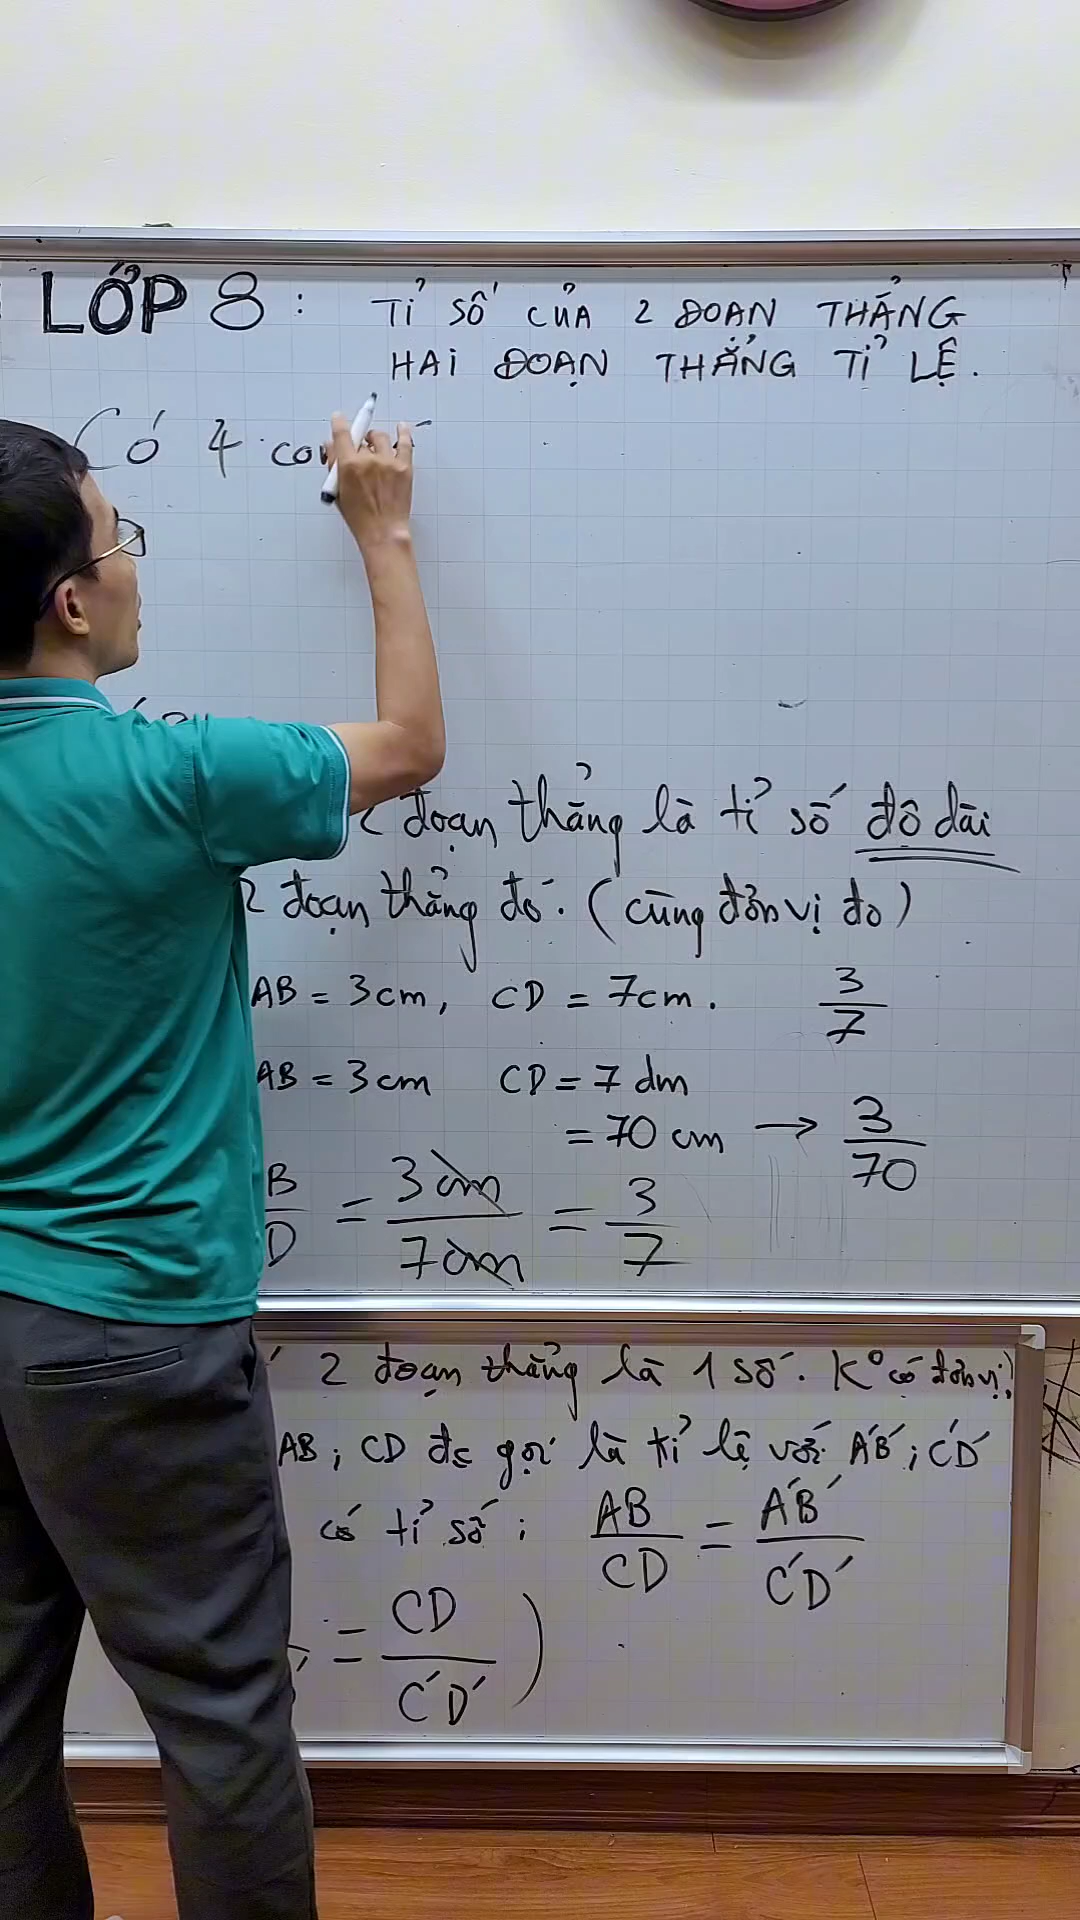 LỚP 8 : TỈ SỐ CỦA 2 ĐOẠN THẲNG
HAI ĐOẠN THẲNG TỈ LỆ.
Có 4
đoạn thẳng là tỉ số độ dài
2 đoạn thẳng đó. (cùng đơn vị đo)
AB = 3cm, CD = 7cm. 3/7
AB = 3cm CD = 7 dm
= 70 cm → 3/70
B/D = 3cm/7cm = 3/7
2 đoạn thẳng là 1 số. K° có đơn vị!
AB ; CD đc gọi là tỉ lệ với A'B' ; C'D'
có tỉ số : AB/CD = A'B'/C'D'
= CD/C'D' )